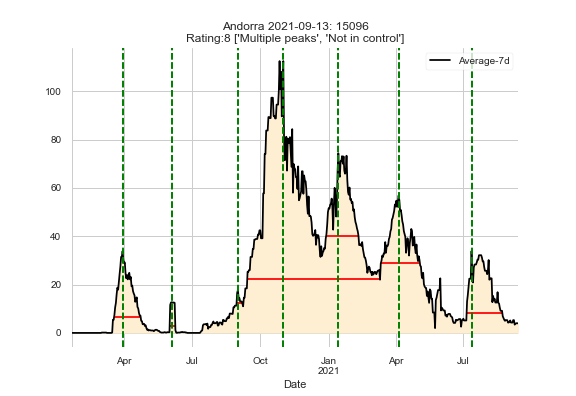 Andorra 2021-09-13: 15096
Rating:8 ['Multiple peaks', 'Not in control']
Average-7d
100
80
60
40
20
0
Apr Jul Oct Jan Apr Jul
2021
Date